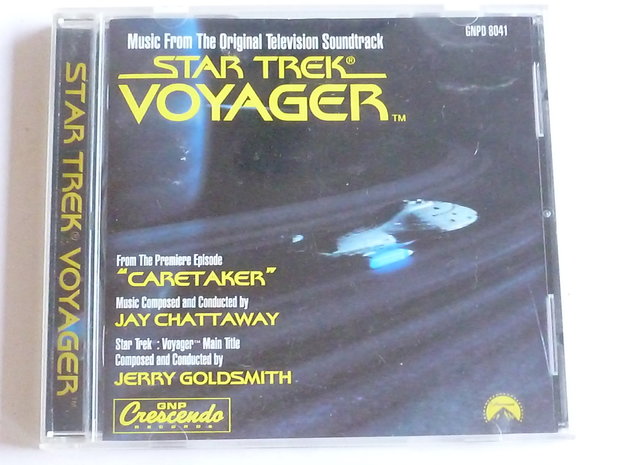 STAR TREK® VOYAGER™
Music From The Original Television Soundtrack
GNPD 8041
STAR TREK®
VOYAGER™
From The Premiere Episode
"CARETAKER"
Music Composed and Conducted by
JAY CHATTAWAY
Star Trek : Voyager™ Main Title
Composed and Conducted by
JERRY GOLDSMITH
GNP
Crescendo
RECORDS